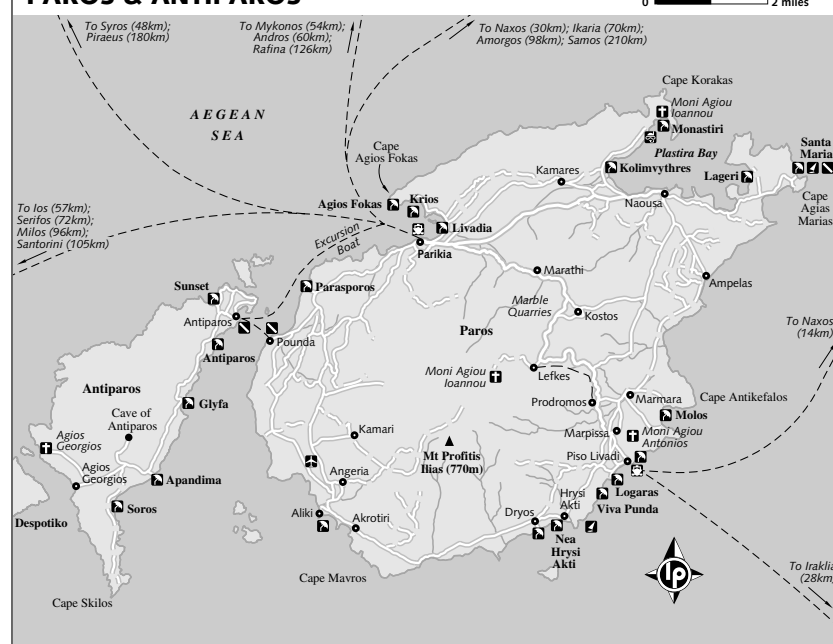 PAROS & ANTIPAROS
0
2 miles
To Syros (48km);
Piraeus (180km)
To Mykonos (54km);
Andros (60km);
Rafina (126km)
To Naxos (30km); Ikaria (70km);
Amorgos (98km); Samos (210km)
AEGEAN
SEA
Cape Korakas
Moni Agiou
Ioannou
Monastiri
Plastira Bay
Santa
Maria
Cape
Agios Fokas
Kamares
Kolimvythres
Lageri
Agios Fokas
Krios
Naousa
Cape
Agias
Marias
To Ios (57km);
Serifos (72km);
Milos (96km);
Santorini (105km)
Livadia
Excursion
Boat
Parikia
Marathi
Ampelas
Sunset
Parasporos
Marble
Quarries
Kostos
Antiparos
Pounda
Paros
To Naxos
(14km)
Antiparos
Moni Agiou
Ioannou
Lefkes
Antiparos
Glyfa
Prodromos
Marmara
Cape Antikefalos
Molos
Cave of
Antiparos
Kamari
Marpissa
Moni Agiou
Antonios
Agios
Georgios
Mt Profitis
Ilias (770m)
Piso Livadi
Agios
Georgios
Apandima
Angeria
Logaras
Hrysi
Akti
Viva Punda
Despotiko
Soros
Aliki
Akrotiri
Dryos
Nea
Hrysi
Akti
Cape Mavros
Cape Skilos
lp
To Iraklia
(28km)